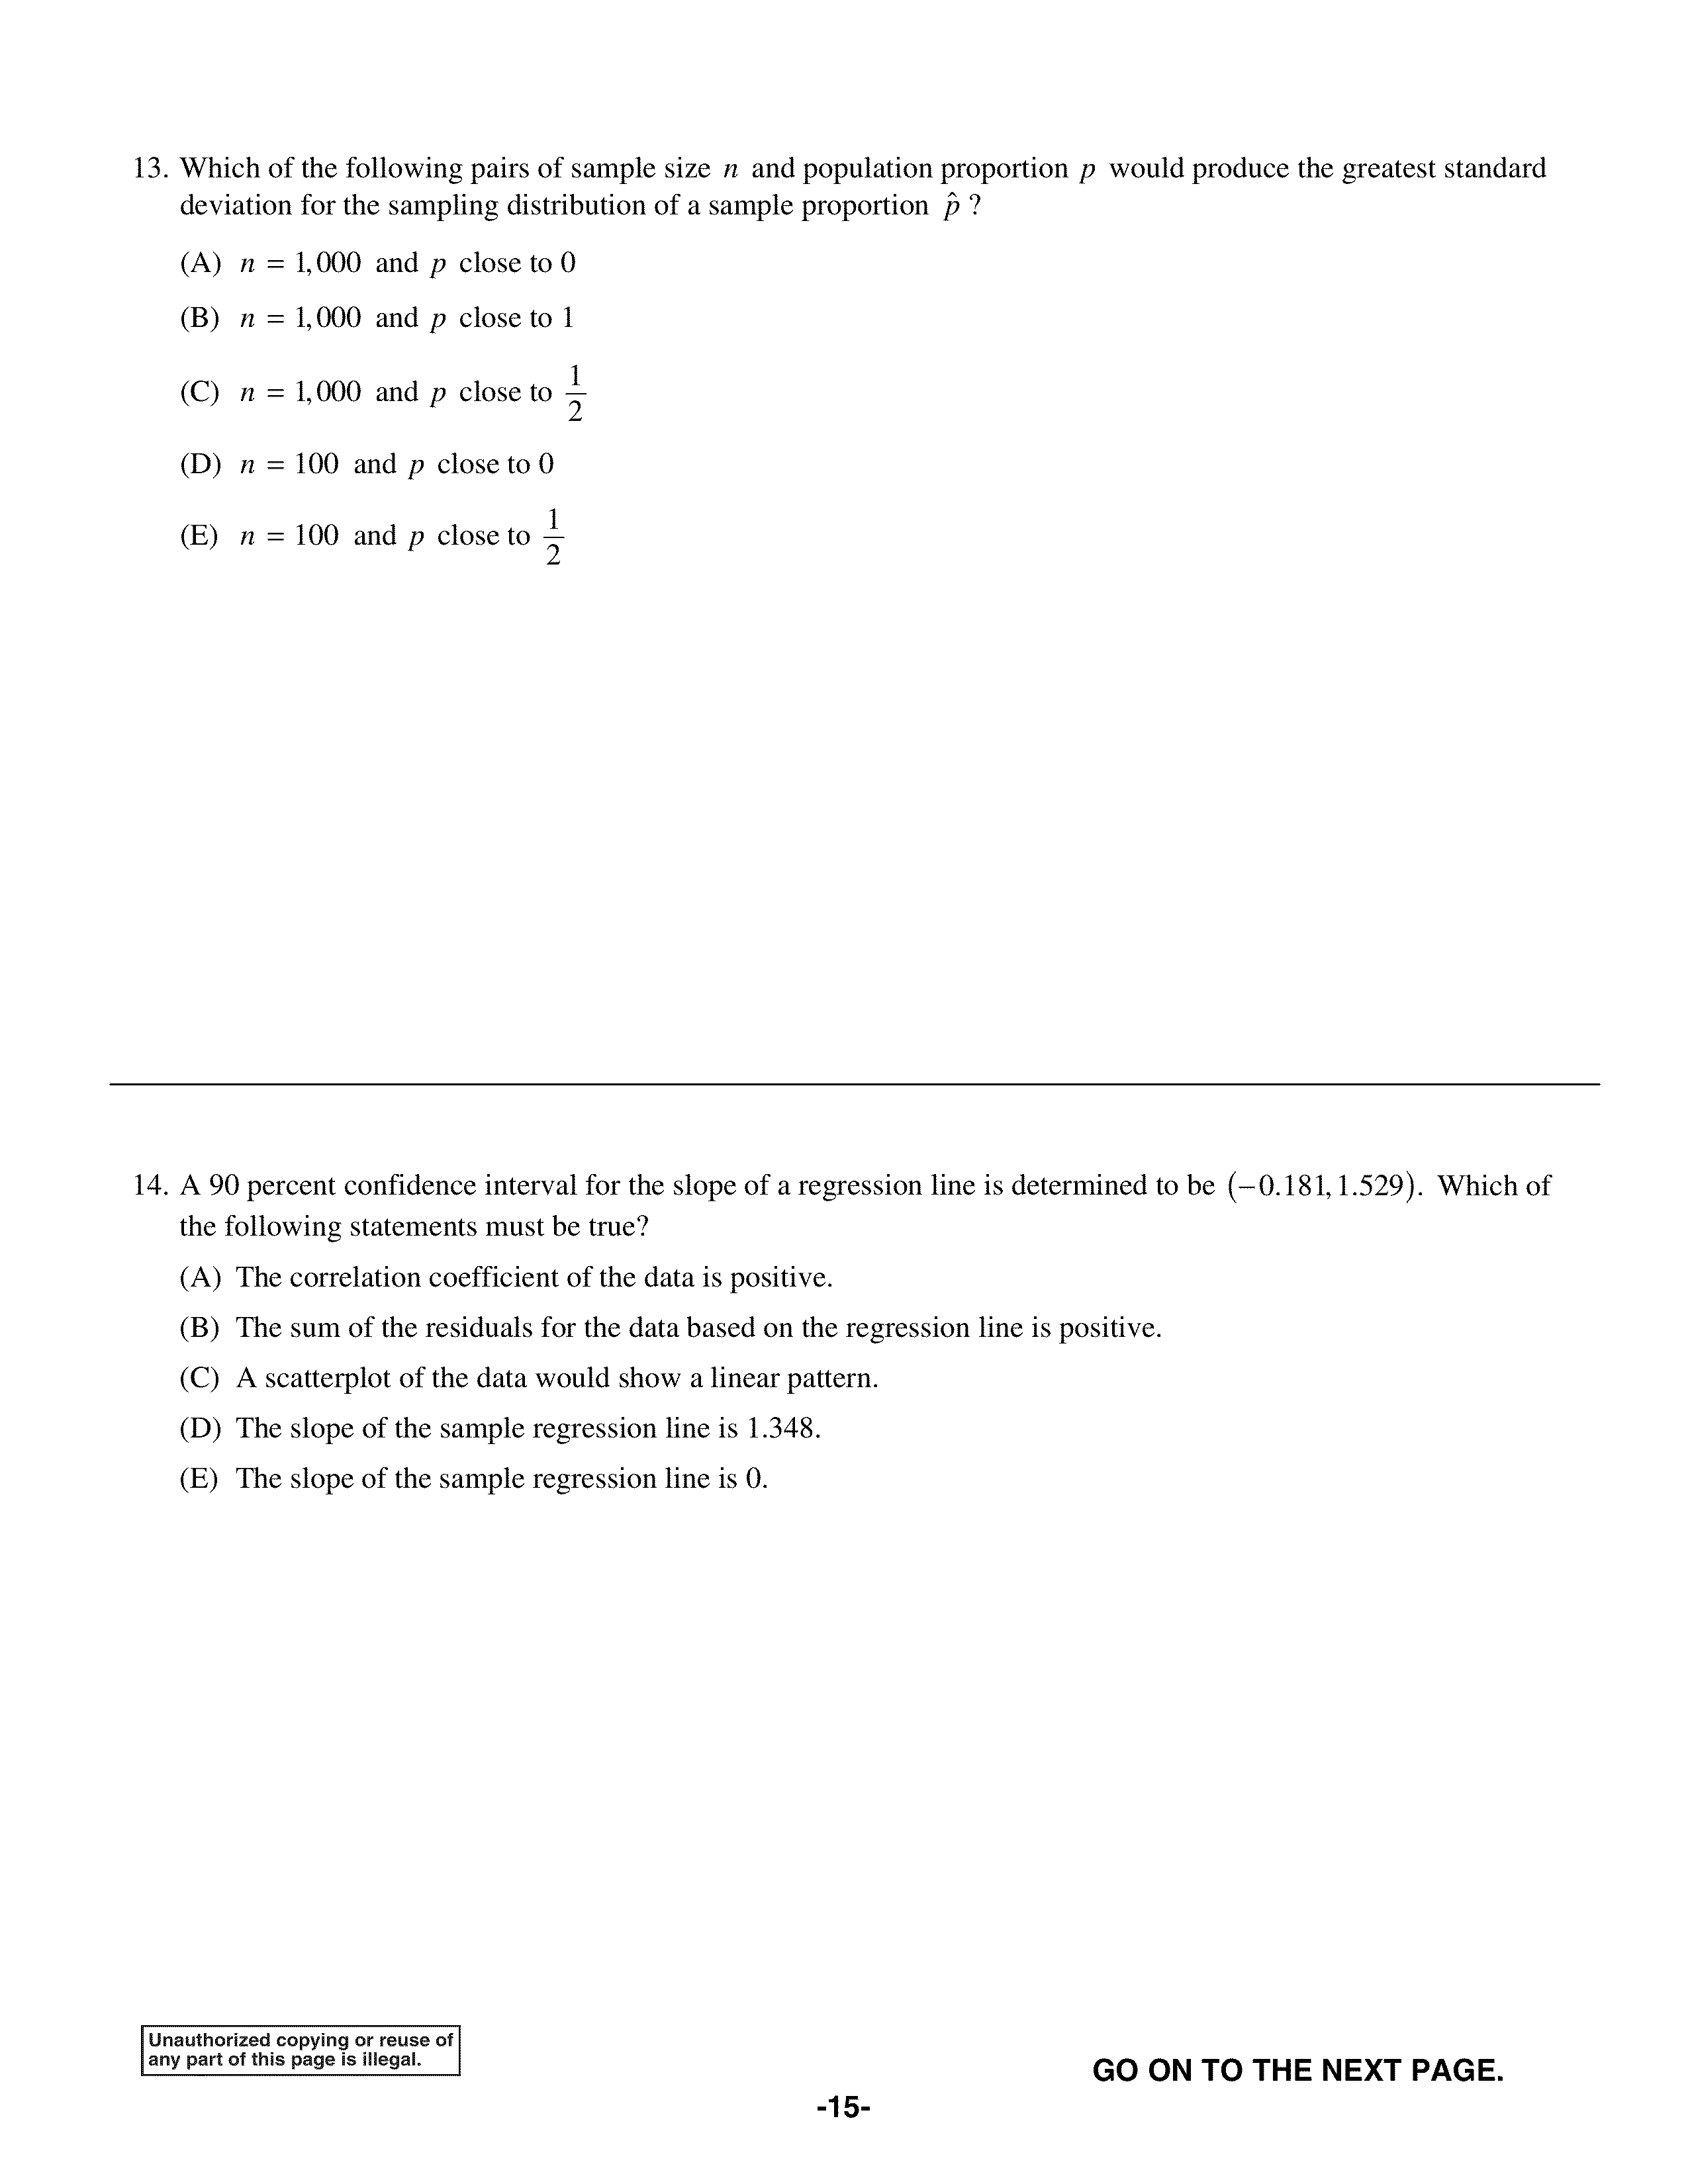 13. Which of the following pairs of sample size n and population proportion p would produce the greatest standard
deviation for the sampling distribution of a sample proportion p̂ ?
(A) n = 1,000 and p close to 0
(B) n = 1,000 and p close to 1
(C) n = 1,000 and p close to 1/2
(D) n = 100 and p close to 0
(E) n = 100 and p close to 1/2
14. A 90 percent confidence interval for the slope of a regression line is determined to be (−0.181, 1.529). Which of
the following statements must be true?
(A) The correlation coefficient of the data is positive.
(B) The sum of the residuals for the data based on the regression line is positive.
(C) A scatterplot of the data would show a linear pattern.
(D) The slope of the sample regression line is 1.348.
(E) The slope of the sample regression line is 0.
Unauthorized copying or reuse of
any part of this page is illegal.
GO ON TO THE NEXT PAGE.
-15-